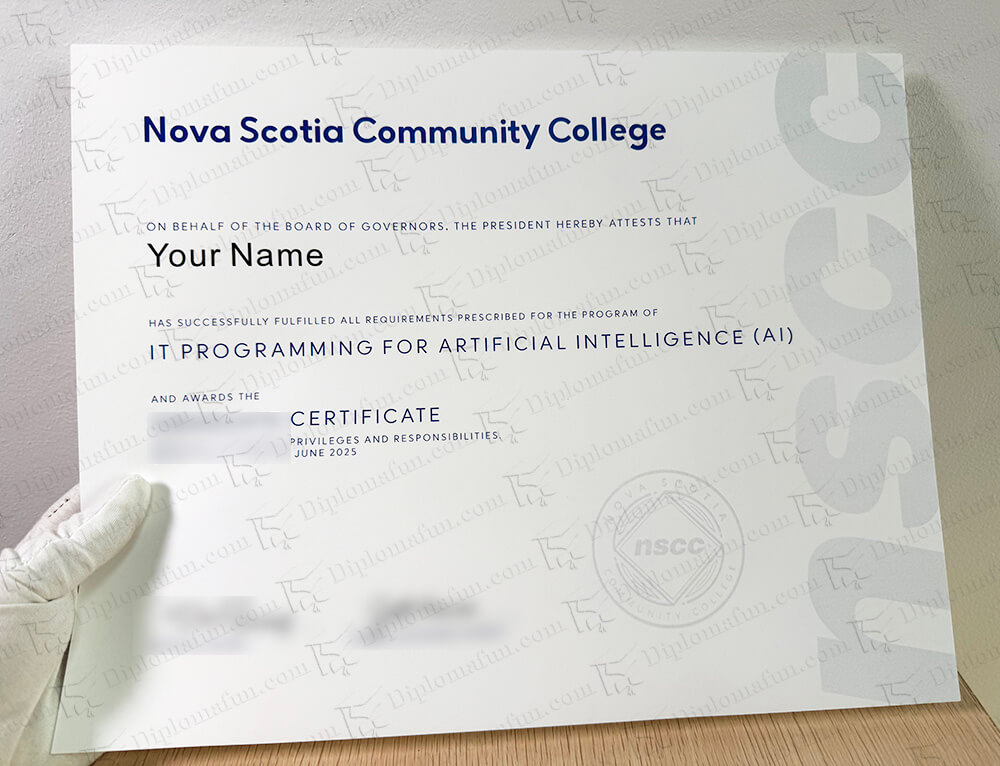 Nova Scotia Community College
ON BEHALF OF THE BOARD OF GOVERNORS, THE PRESIDENT HEREBY ATTESTS THAT
Your Name
HAS SUCCESSFULLY FULFILLED ALL REQUIREMENTS PRESCRIBED FOR THE PROGRAM OF
IT PROGRAMMING FOR ARTIFICIAL INTELLIGENCE (AI)
AND AWARDS THE
CERTIFICATE
PRIVILEGES AND RESPONSIBILITIES.
JUNE 2025
NOVA SCOTIA
nscc
COMMUNITY COLLEGE
nscc
Diplomafun.com